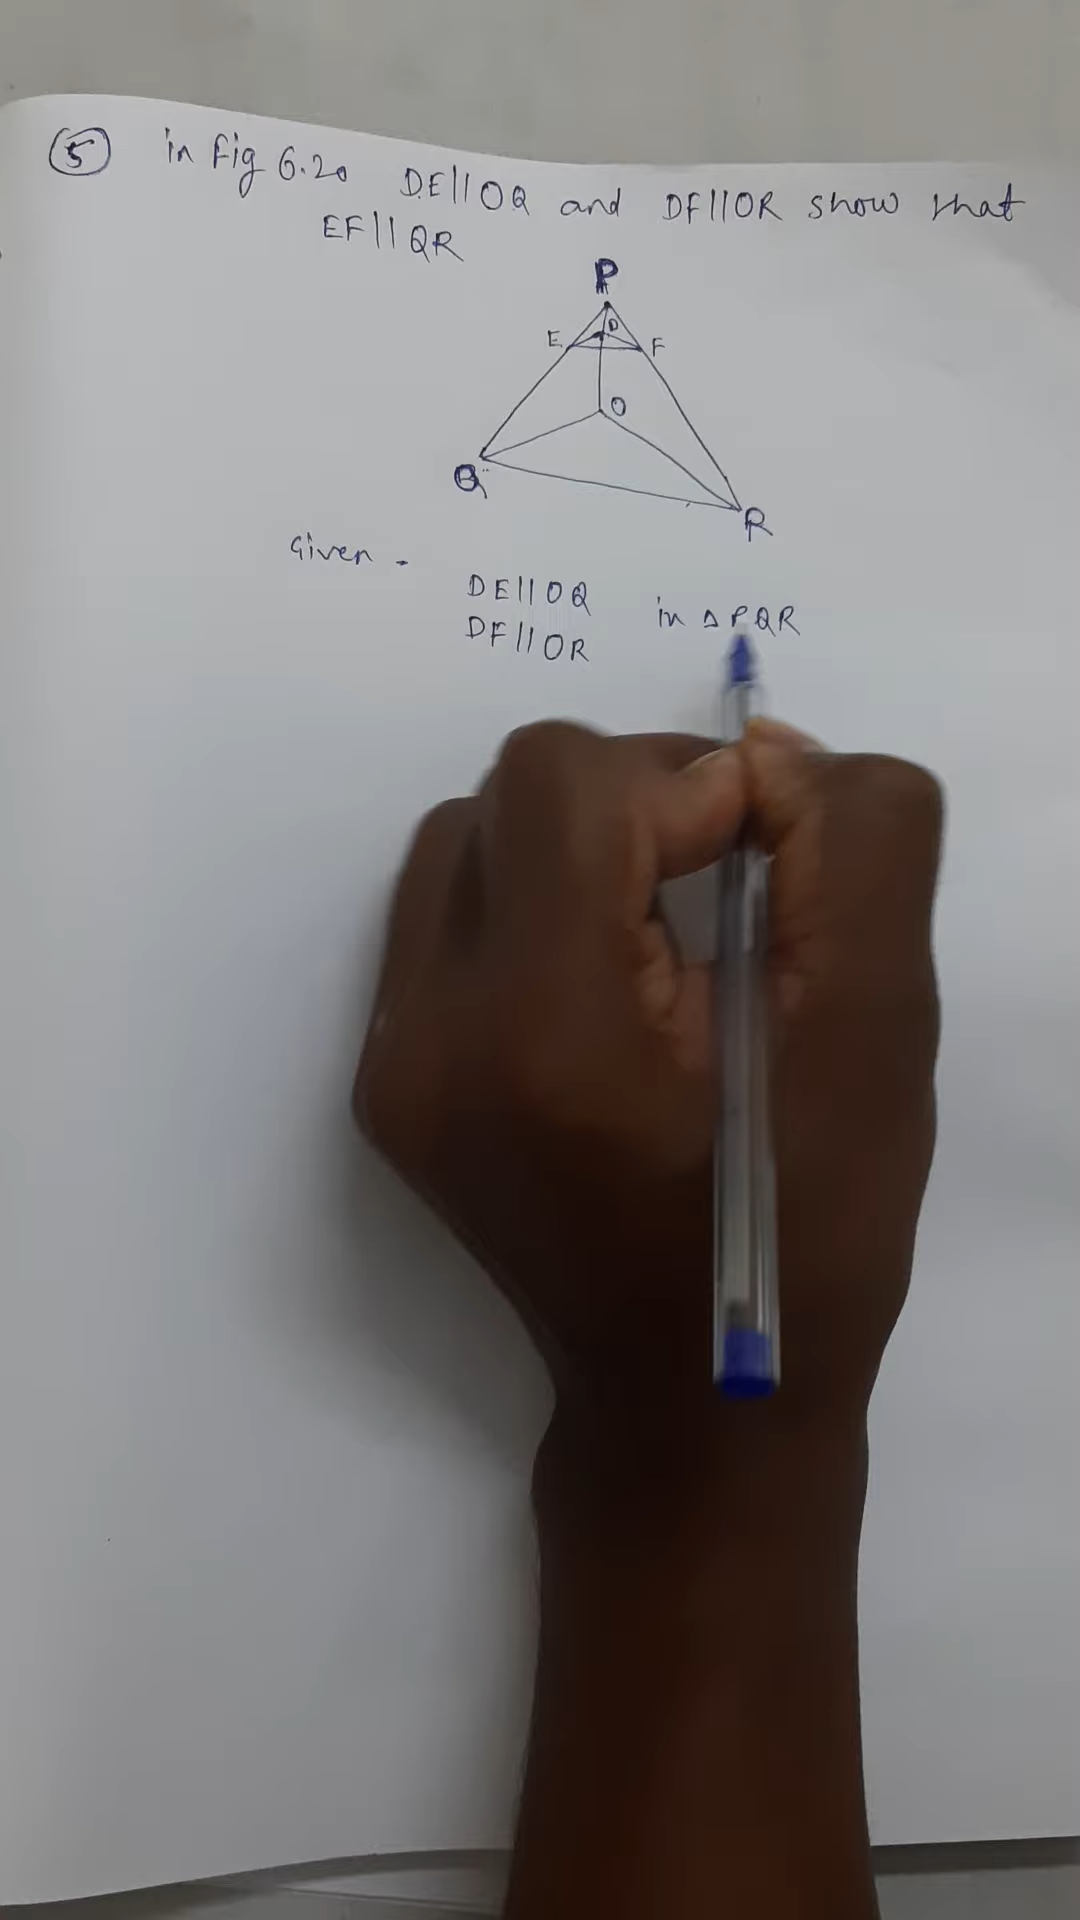 5 in Fig 6.20 DE||OQ and DF||OR show that
EF||QR
P
D
E
F
O
Q
R
Given -
DE||OQ in △PQR
DF||OR